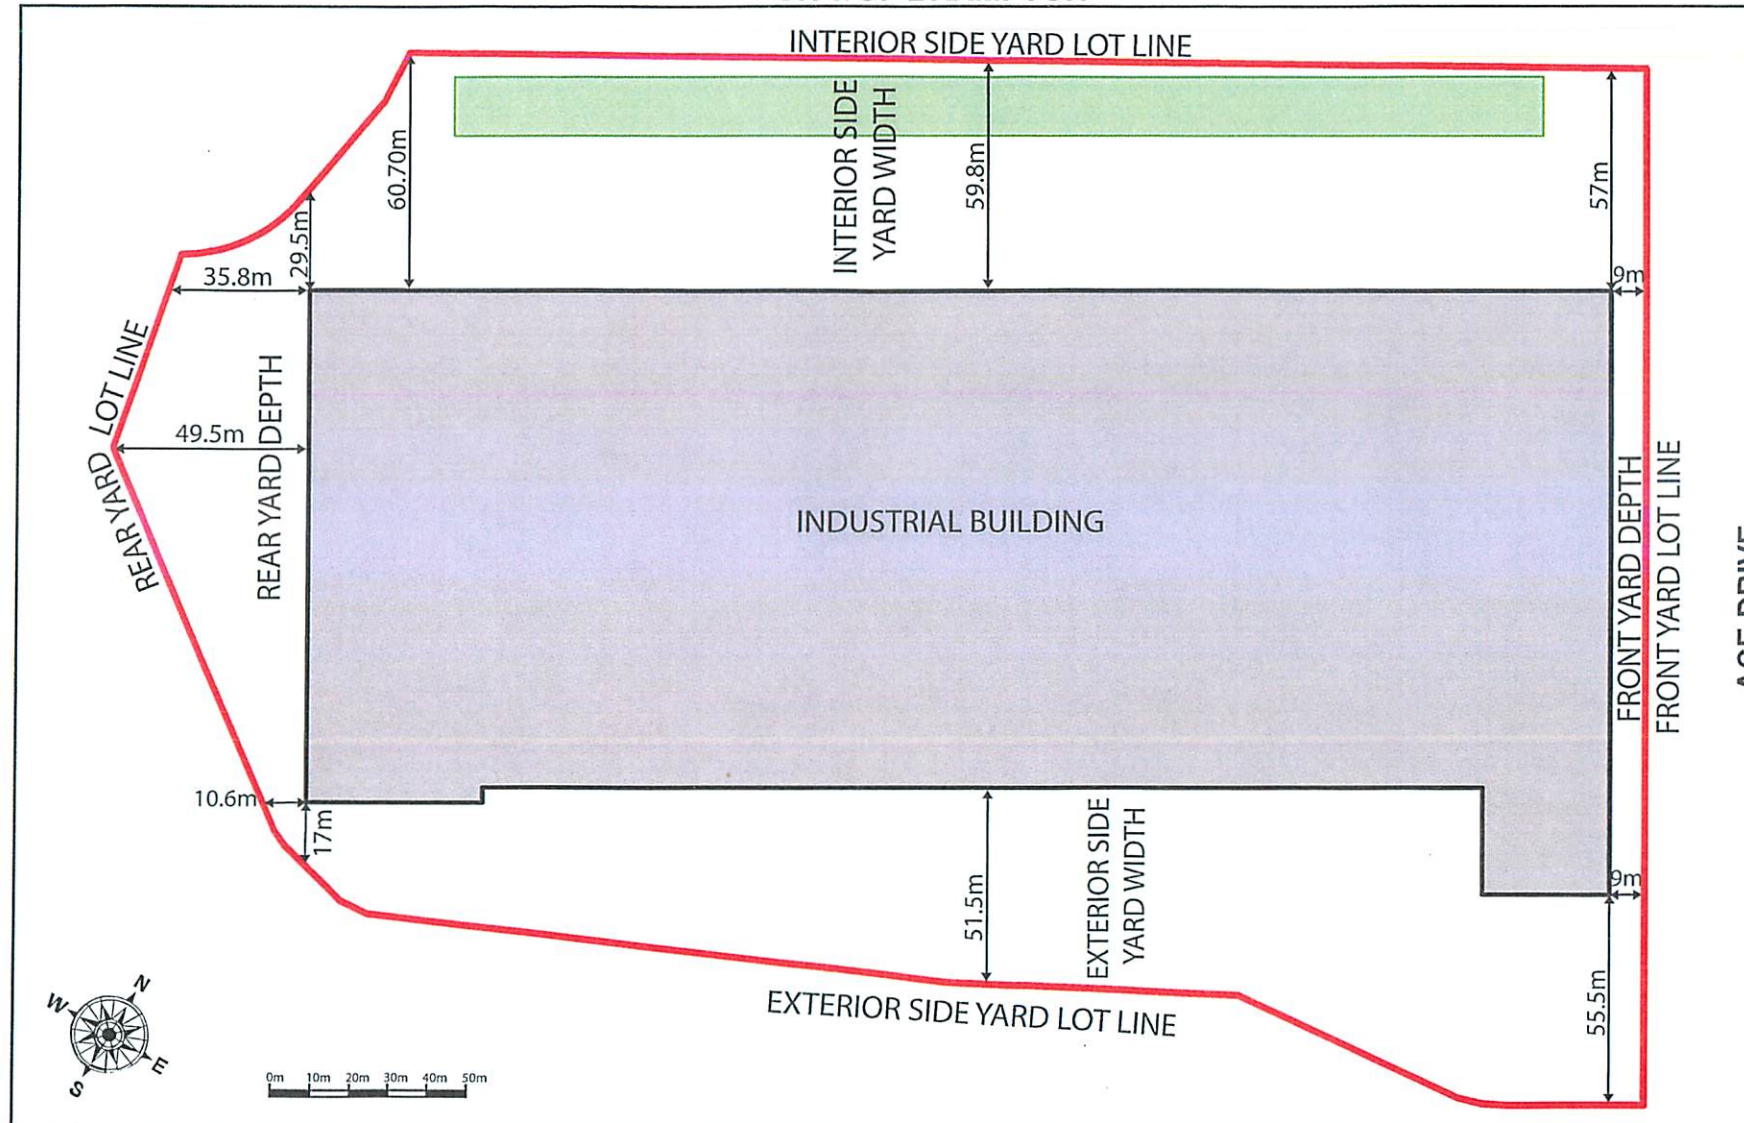 INTERIOR SIDE YARD LOT LINE
INTERIOR SIDE
YARD WIDTH
60.70m
59.8m
57m
29.5m
35.8m
9m
REAR YARD LOT LINE
49.5m
REAR YARD DEPTH
INDUSTRIAL BUILDING
FRONT YARD DEPTH
FRONT YARD LOT LINE
10.6m
17m
51.5m
EXTERIOR SIDE
YARD WIDTH
9m
55.5m
EXTERIOR SIDE YARD LOT LINE
N
W
E
S
0m 10m 20m 30m 40m 50m